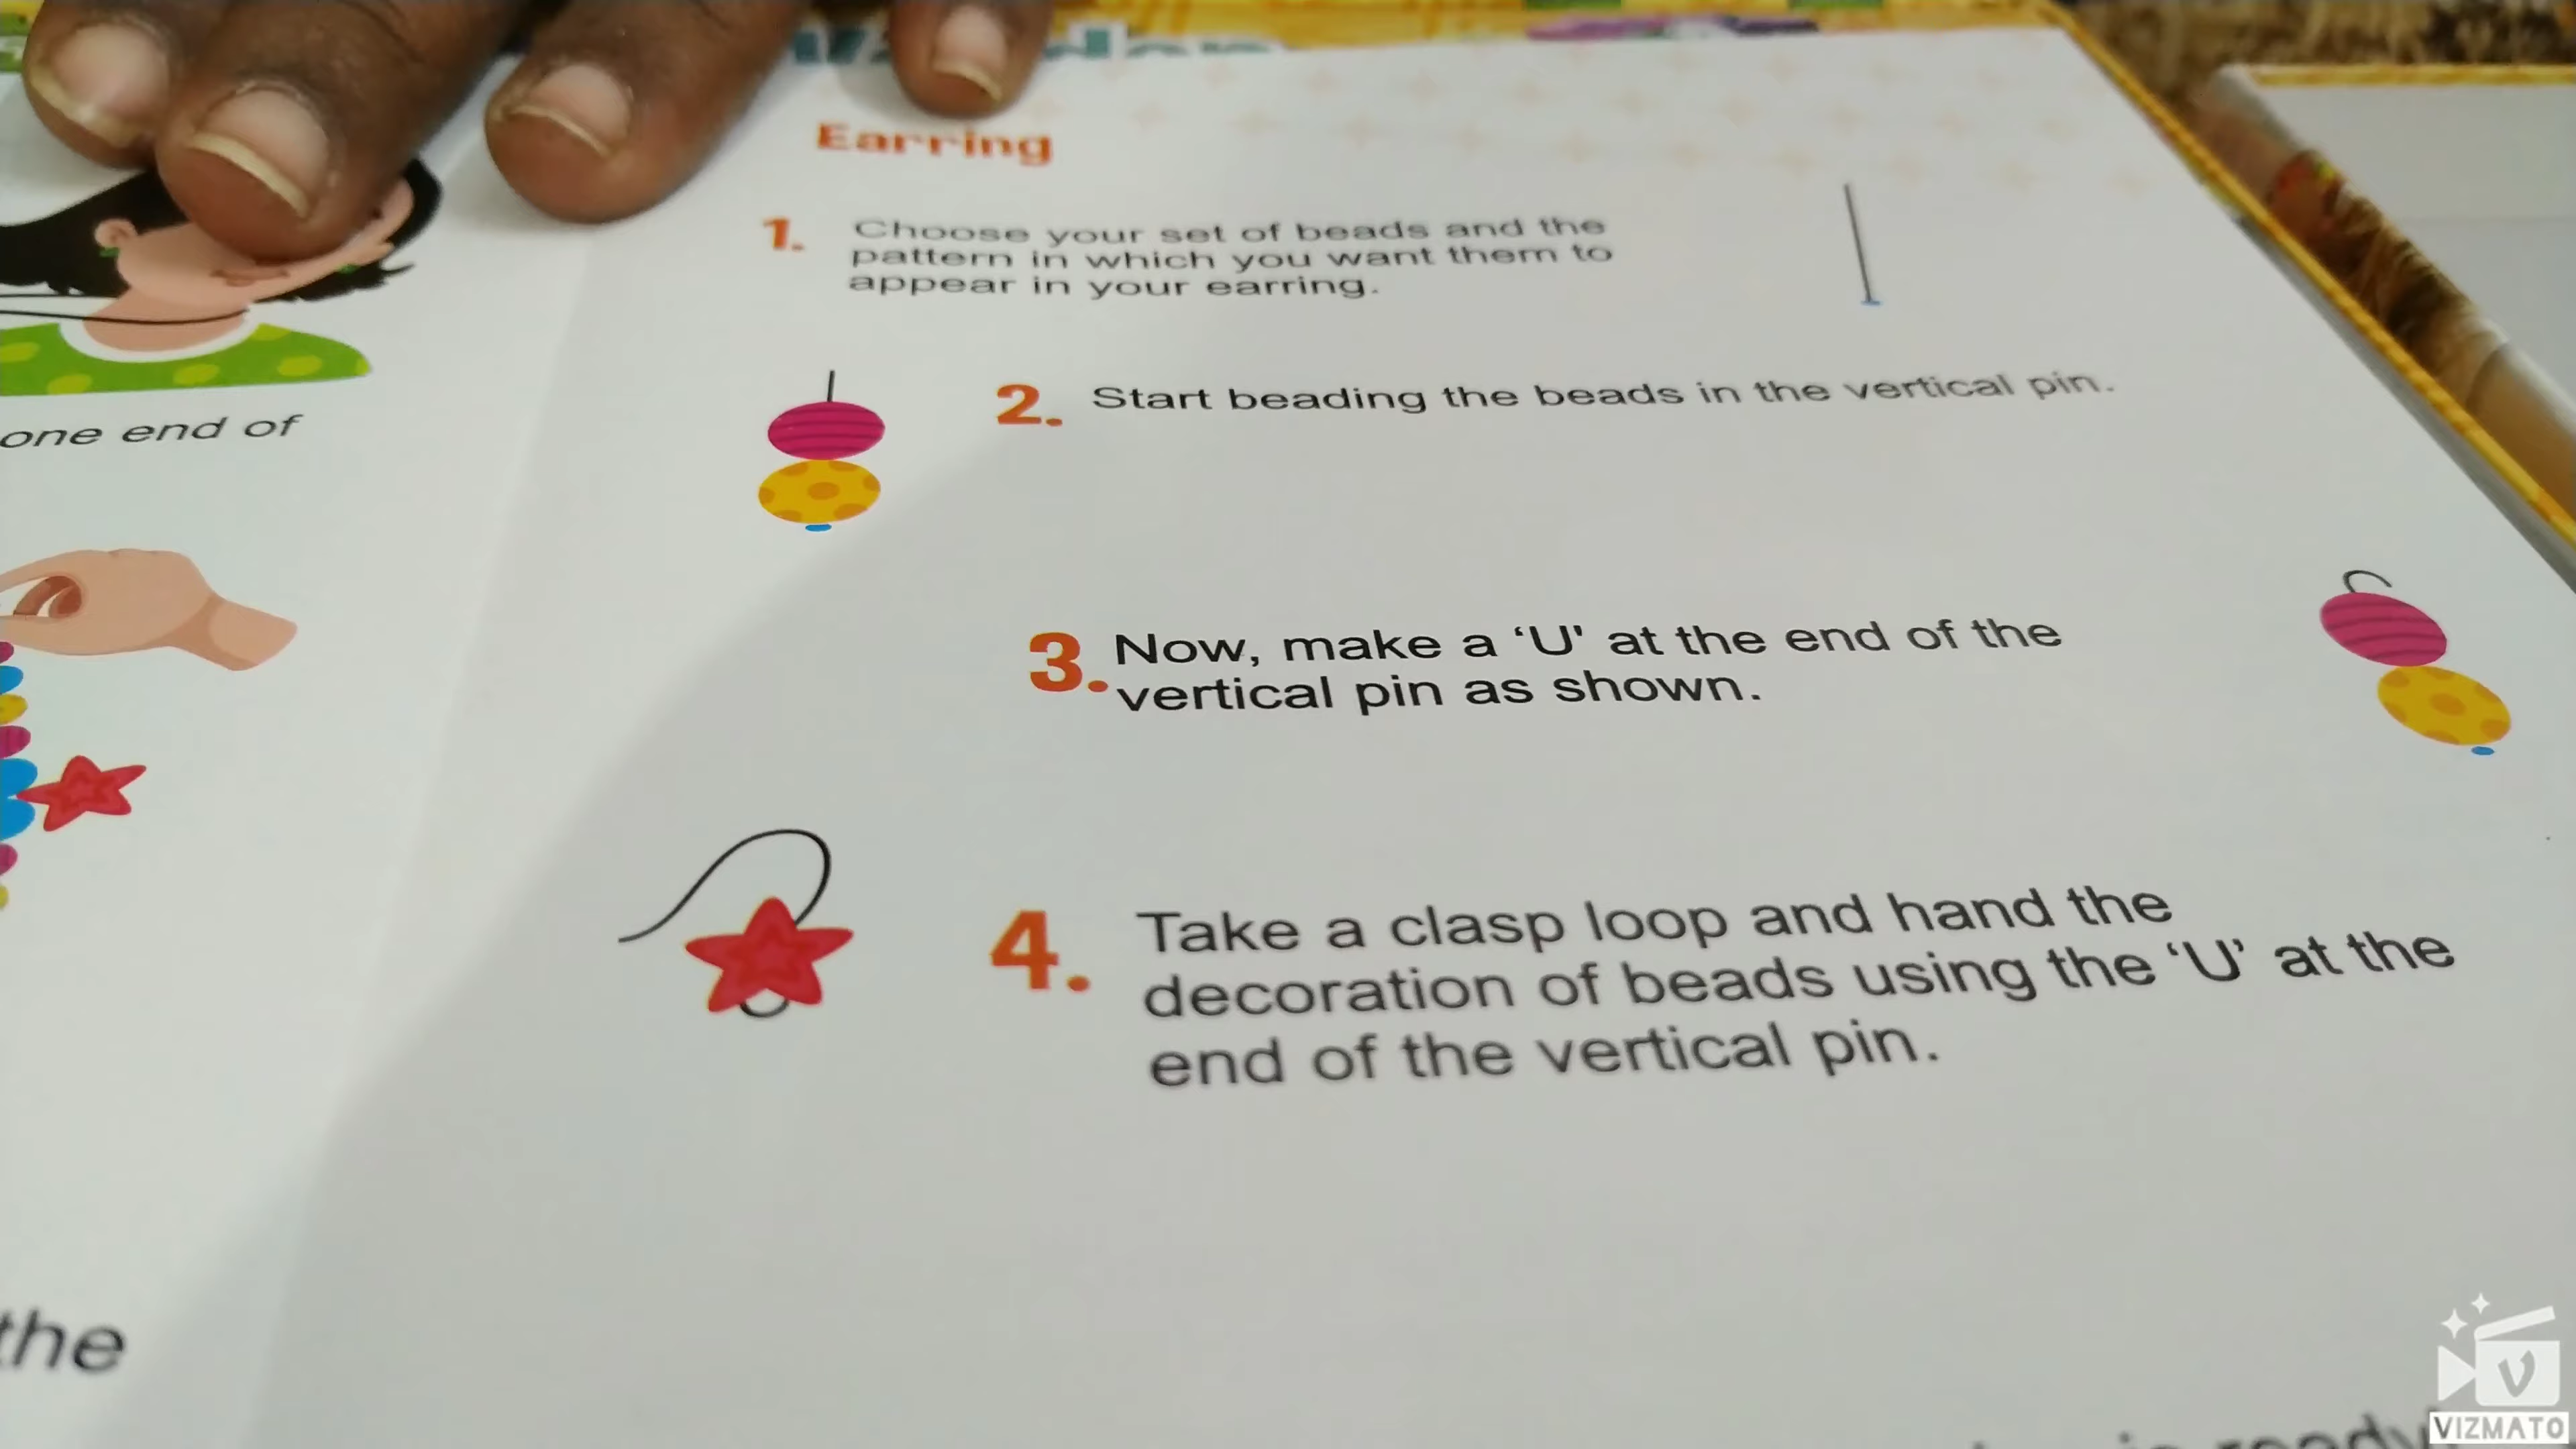 Earring
1. Choose your set of beads and the
pattern in which you want them to
appear in your earring.
2. Start beading the beads in the vertical pin.
3. Now, make a ‘U' at the end of the
vertical pin as shown.
4. Take a clasp loop and hand the
decoration of beads using the ‘U’ at the
end of the vertical pin.
one end of
the
ready
VIZMATO